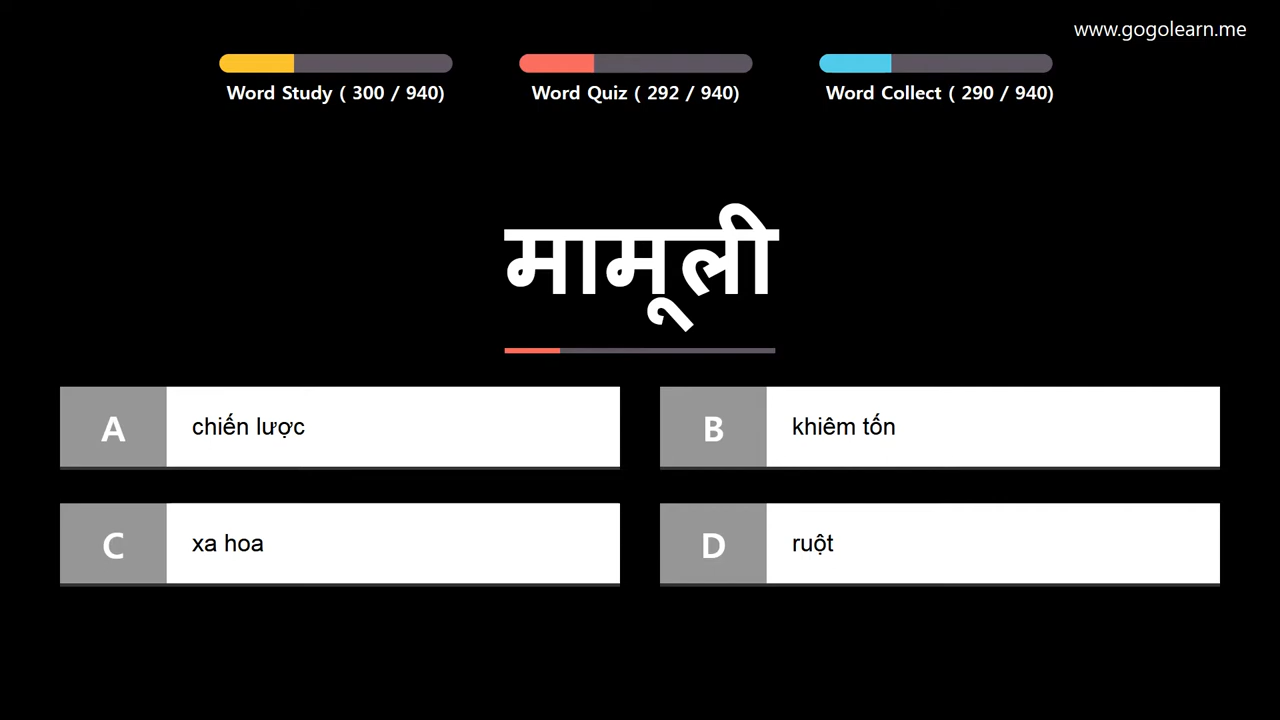 www.gogolearn.me
Word Study ( 300 / 940)
Word Quiz ( 292 / 940)
Word Collect ( 290 / 940)
मामूली
A chiến lược
B khiêm tốn
C xa hoa
D ruột